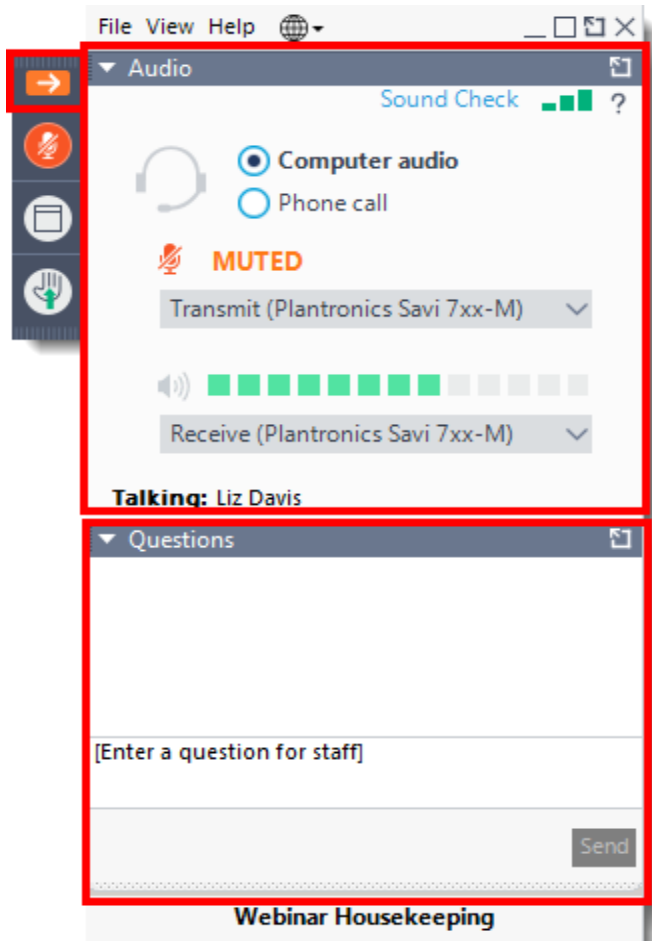 File View Help
Audio
Sound Check ?
Computer audio
Phone call
MUTED
Transmit (Plantronics Savi 7xx-M)
Receive (Plantronics Savi 7xx-M)
Talking: Liz Davis
Questions
[Enter a question for staff]
Send
Webinar Housekeeping